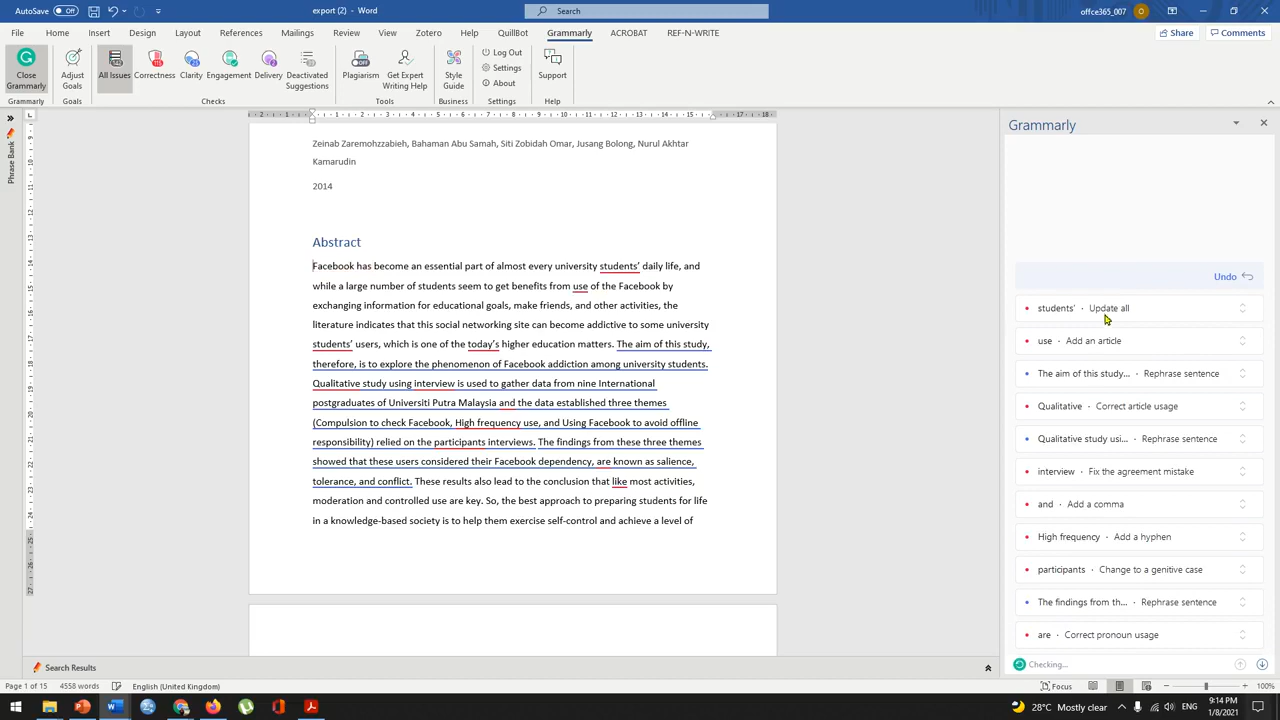 AutoSave Off
export (2) - Word
Search
offce365_007
File Home Insert Design Layout References Mailings Review View Zotero Help QuillBot Grammarly ACROBAT REF-N-WRITE
Share Comments
Close Grammarly
Adjust Goals
All Issues
Correctness
Clarity
Engagement
Delivery
Deactivated Suggestions
Plagiarism
Get Expert Writing Help
Style Guide
Log Out
Settings
About
Support
Grammarly Goals Checks Tools Business Settings Help
Phrase Bank
Zeinab Zaremohzzabieh, Bahaman Abu Samah, Siti Zobidah Omar, Jusang Bolong, Nurul Akhtar
Kamarudin
2014
Abstract
Facebook has become an essential part of almost every university students’ daily life, and
while a large number of students seem to get benefits from use of the Facebook by
exchanging information for educational goals, make friends, and other activities, the
literature indicates that this social networking site can become addictive to some university
students’ users, which is one of the today’s higher education matters. The aim of this study,
therefore, is to explore the phenomenon of Facebook addiction among university students.
Qualitative study using interview is used to gather data from nine International
postgraduates of Universiti Putra Malaysia and the data established three themes
(Compulsion to check Facebook, High frequency use, and Using Facebook to avoid offline
responsibility) relied on the participants interviews. The findings from these three themes
showed that these users considered their Facebook dependency, are known as salience,
tolerance, and conflict. These results also lead to the conclusion that like most activities,
moderation and controlled use are key. So, the best approach to preparing students for life
in a knowledge-based society is to help them exercise self-control and achieve a level of
Grammarly
Undo
students’ · Update all
use · Add an article
The aim of this study... · Rephrase sentence
Qualitative · Correct article usage
Qualitative study usi... · Rephrase sentence
interview · Fix the agreement mistake
and · Add a comma
High frequency · Add a hyphen
participants · Change to a genitive case
The findings from th... · Rephrase sentence
are · Correct pronoun usage
Checking...
Search Results
Page 1 of 15 4558 words English (United Kingdom)
Focus
100%
28°C Mostly clear
ENG
9:14 PM
1/8/2021